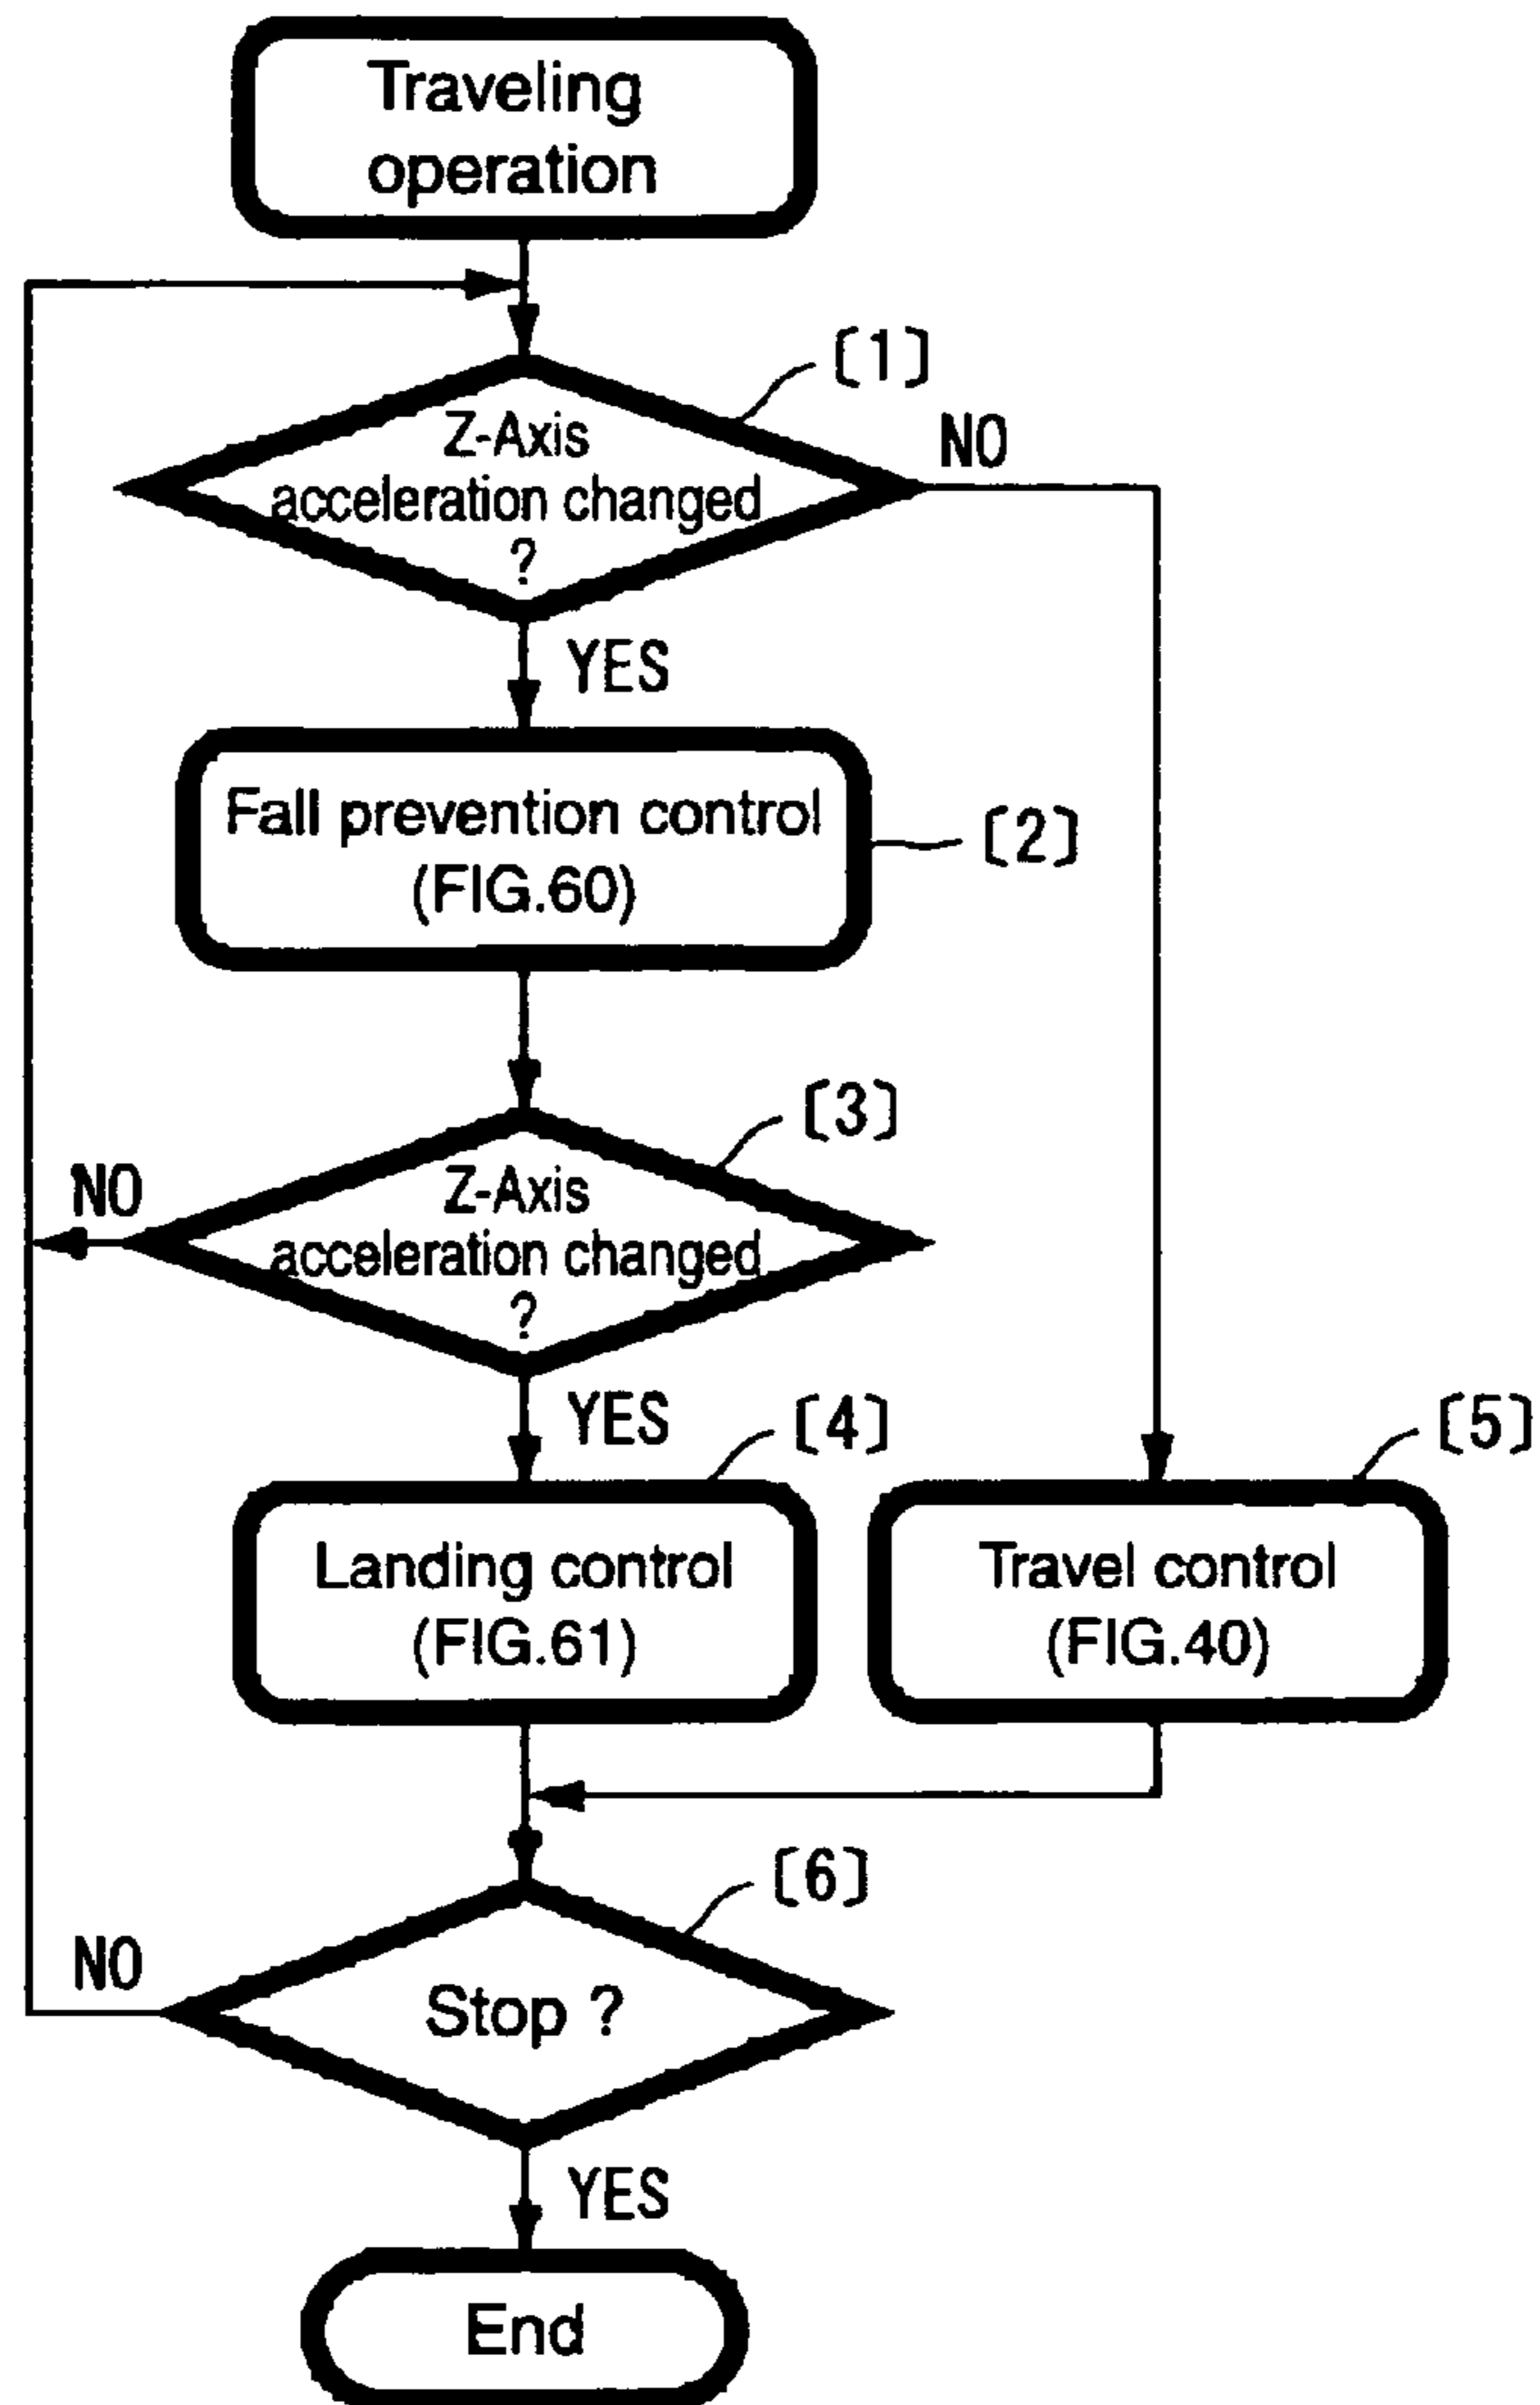 Traveling
operation
〔1〕
Z-Axis
acceleration changed
?
NO
YES
Fall prevention control
(FIG.60)
〔2〕
〔3〕
NO
Z-Axis
acceleration changed
?
YES
〔4〕
〔5〕
Landing control
(FIG.61)
Travel control
(FIG.40)
〔6〕
NO
Stop ?
YES
End